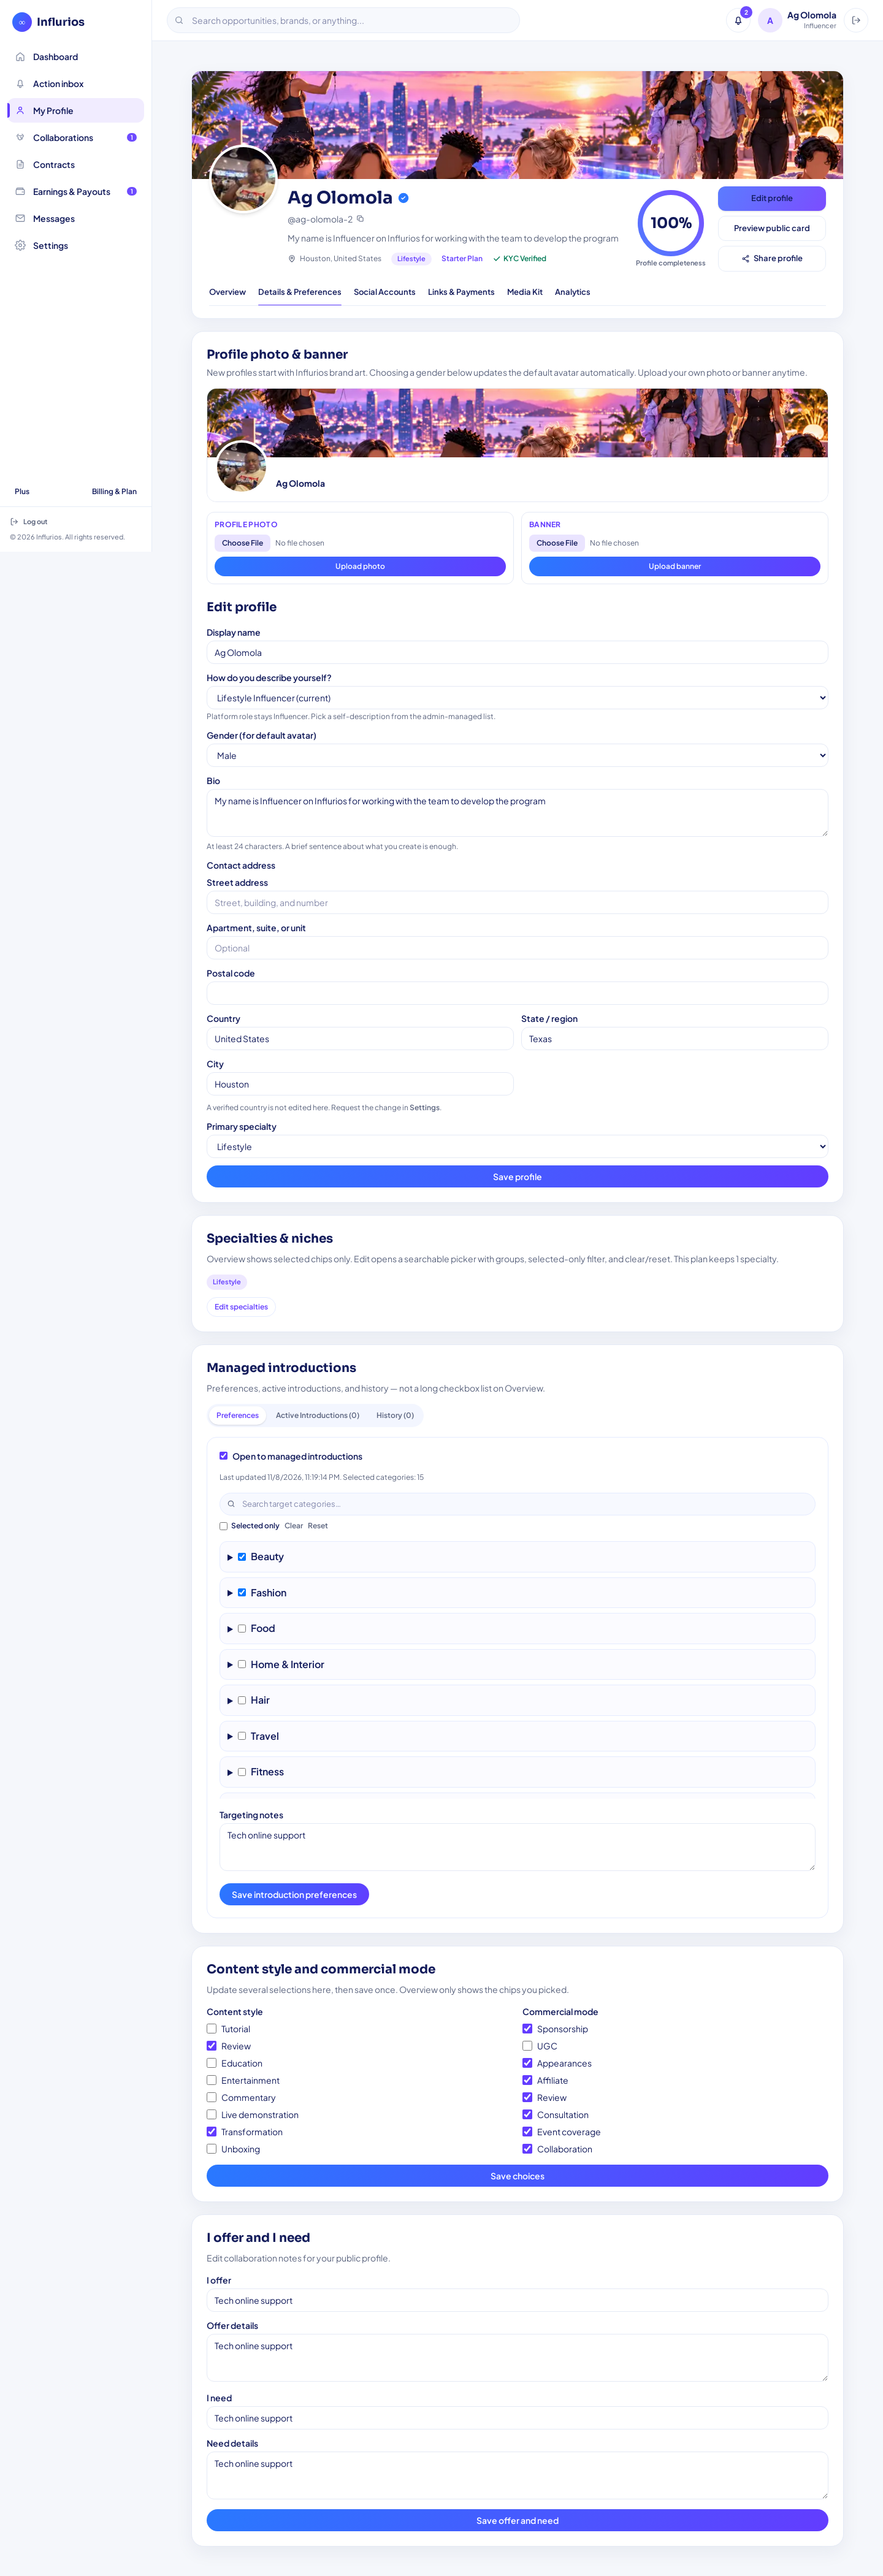 Influrios
Dashboard
Action inbox
My Profile
Collaborations 1
Contracts
Earnings & Payouts 1
Messages
Settings
Plus Billing & Plan
Log out
© 2026 Influrios. All rights reserved.
Search opportunities, brands, or anything...
2
A
Ag Olomola
Influencer
Ag Olomola
@ag-olomola-2
My name is Influencer on Influrios for working with the team to develop the program
Houston, United States Lifestyle Starter Plan KYC Verified
100%
Profile completeness
Edit profile
Preview public card
Share profile
Overview Details & Preferences Social Accounts Links & Payments Media Kit Analytics
Profile photo & banner
New profiles start with Influrios brand art. Choosing a gender below updates the default avatar automatically. Upload your own photo or banner anytime.
Ag Olomola
PROFILE PHOTO
Choose File No file chosen
Upload photo
BANNER
Choose File No file chosen
Upload banner
Edit profile
Display name
Ag Olomola
How do you describe yourself?
Lifestyle Influencer (current)
Platform role stays Influencer. Pick a self-description from the admin-managed list.
Gender (for default avatar)
Male
Bio
My name is Influencer on Influrios for working with the team to develop the program
At least 24 characters. A brief sentence about what you create is enough.
Contact address
Street address
Street, building, and number
Apartment, suite, or unit
Optional
Postal code
Country
United States
State / region
Texas
City
Houston
A verified country is not edited here. Request the change in Settings.
Primary specialty
Lifestyle
Save profile
Specialties & niches
Overview shows selected chips only. Edit opens a searchable picker with groups, selected-only filter, and clear/reset. This plan keeps 1 specialty.
Lifestyle
Edit specialties
Managed introductions
Preferences, active introductions, and history — not a long checkbox list on Overview.
Preferences Active Introductions (0) History (0)
Open to managed introductions
Last updated 11/8/2026, 11:19:14 PM. Selected categories: 15
Search target categories...
Selected only Clear Reset
Beauty
Fashion
Food
Home & Interior
Hair
Travel
Fitness
Targeting notes
Tech online support
Save introduction preferences
Content style and commercial mode
Update several selections here, then save once. Overview only shows the chips you picked.
Content style
Tutorial
Review
Education
Entertainment
Commentary
Live demonstration
Transformation
Unboxing
Commercial mode
Sponsorship
UGC
Appearances
Affiliate
Review
Consultation
Event coverage
Collaboration
Save choices
I offer and I need
Edit collaboration notes for your public profile.
I offer
Tech online support
Offer details
Tech online support
I need
Tech online support
Need details
Tech online support
Save offer and need